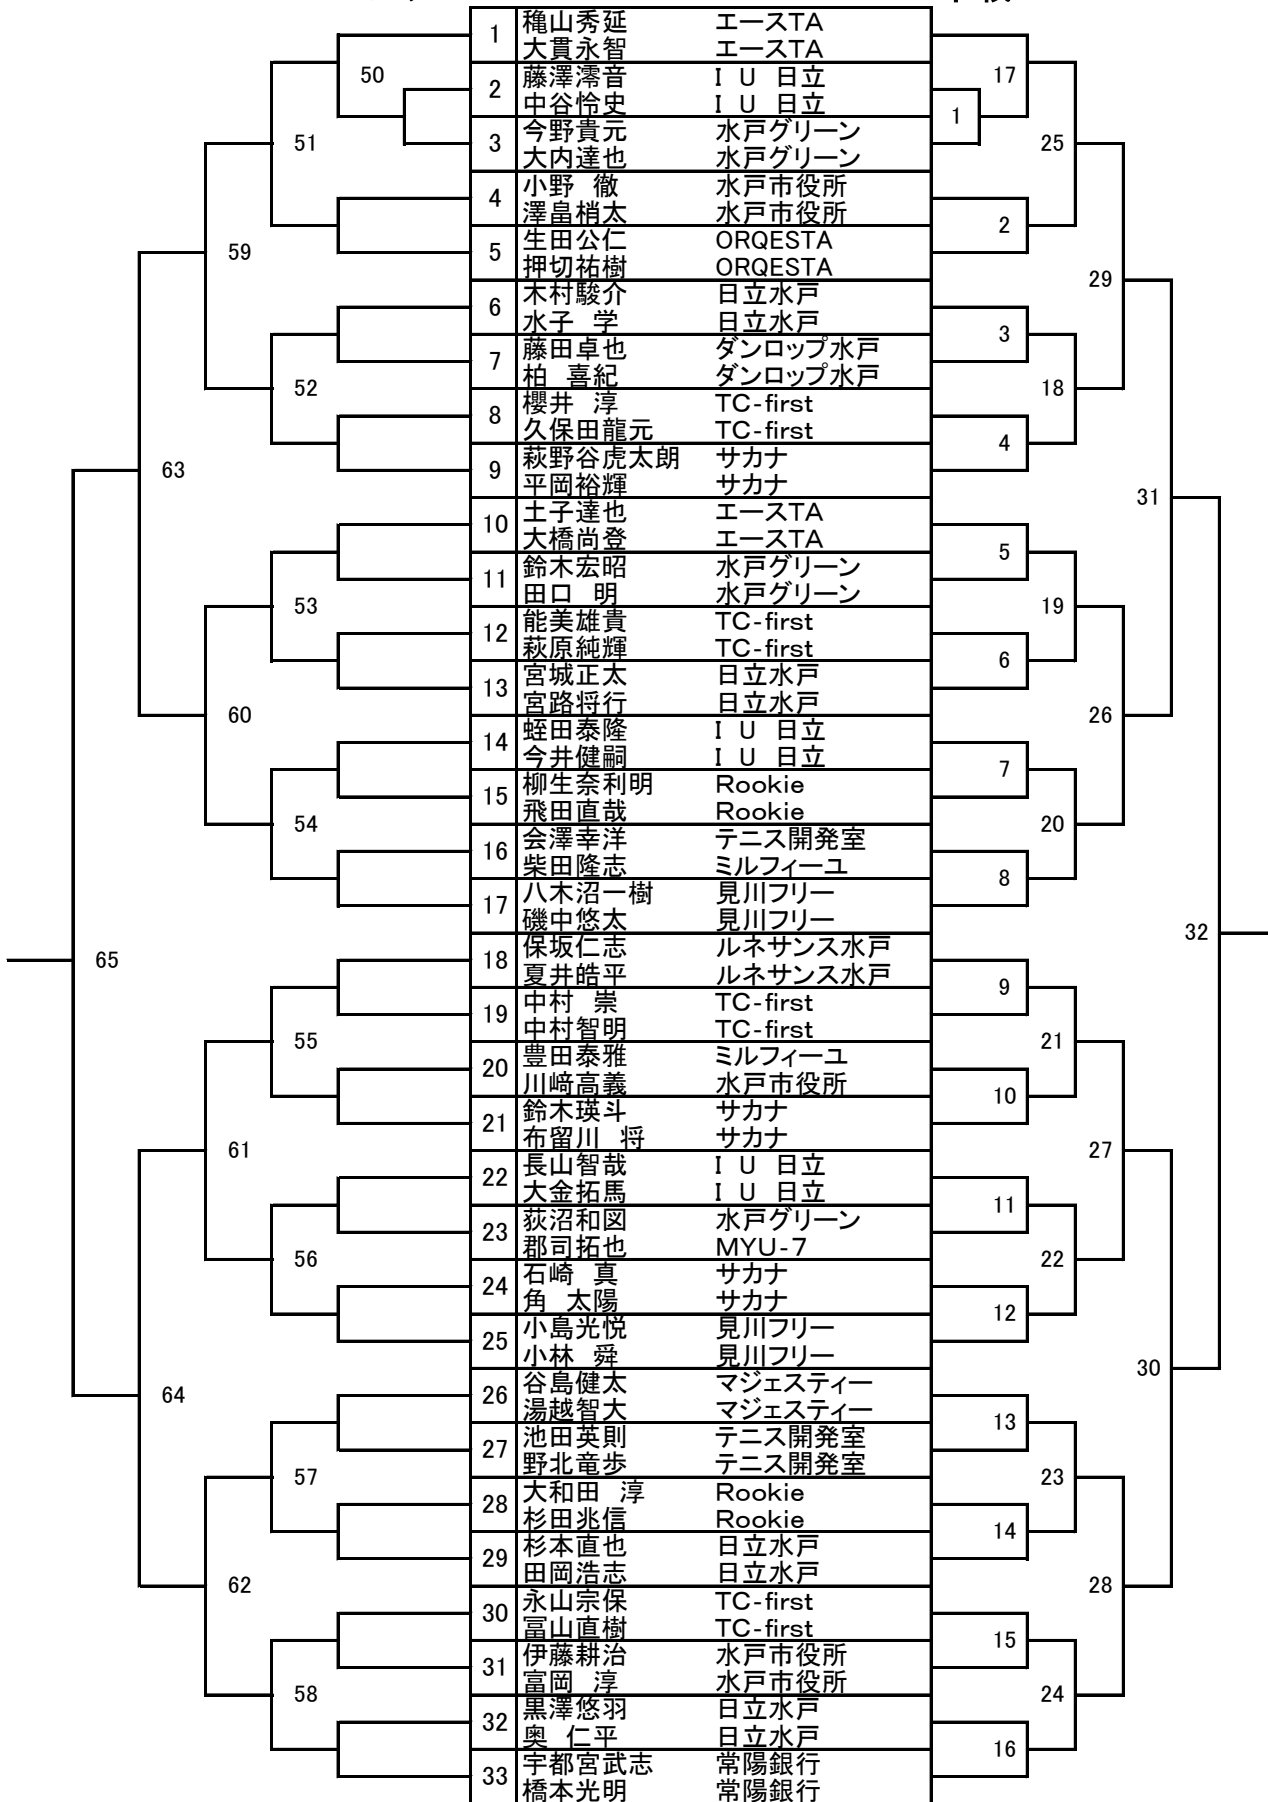 1 穐山秀延 エースTA
大貫永智 エースTA
2 藤澤澪音 I U 日立
中谷怜史 I U 日立
3 今野貴元 水戸グリーン
大内達也 水戸グリーン
4 小野 徹 水戸市役所
澤畠梢太 水戸市役所
5 生田公仁 ORQESTA
押切祐樹 ORQESTA
6 木村駿介 日立水戸
水子 学 日立水戸
7 藤田卓也 ダンロップ水戸
柏 喜紀 ダンロップ水戸
8 櫻井 淳 TC-first
久保田龍元 TC-first
9 萩野谷虎太朗 サカナ
平岡裕輝 サカナ
10 土子達也 エースTA
大橋尚登 エースTA
11 鈴木宏昭 水戸グリーン
田口 明 水戸グリーン
12 能美雄貴 TC-first
萩原純輝 TC-first
13 宮城正太 日立水戸
宮路将行 日立水戸
14 蛭田泰隆 I U 日立
今井健嗣 I U 日立
15 柳生奈利明 Rookie
飛田直哉 Rookie
16 会澤幸洋 テニス開発室
柴田隆志 ミルフィーユ
17 八木沼一樹 見川フリー
磯中悠太 見川フリー
18 保坂仁志 ルネサンス水戸
夏井皓平 ルネサンス水戸
19 中村 崇 TC-first
中村智明 TC-first
20 豊田泰雅 ミルフィーユ
川﨑高義 水戸市役所
21 鈴木瑛斗 サカナ
布留川 将 サカナ
22 長山智哉 I U 日立
大金拓馬 I U 日立
23 荻沼和図 水戸グリーン
郡司拓也 MYU-7
24 石崎 真 サカナ
角 太陽 サカナ
25 小島光悦 見川フリー
小林 舜 見川フリー
26 谷島健太 マジェスティー
湯越智大 マジェスティー
27 池田英則 テニス開発室
野北竜歩 テニス開発室
28 大和田 淳 Rookie
杉田兆信 Rookie
29 杉本直也 日立水戸
田岡浩志 日立水戸
30 永山宗保 TC-first
冨山直樹 TC-first
31 伊藤耕治 水戸市役所
富岡 淳 水戸市役所
32 黒澤悠羽 日立水戸
奥 仁平 日立水戸
33 宇都宮武志 常陽銀行
橋本光明 常陽銀行
50
51
59
52
63
53
60
54
65
55
61
56
64
57
62
58
17
1
25
2
29
3
18
4
31
5
19
6
26
7
20
8
32
9
21
10
27
11
22
12
30
13
23
14
28
15
24
16